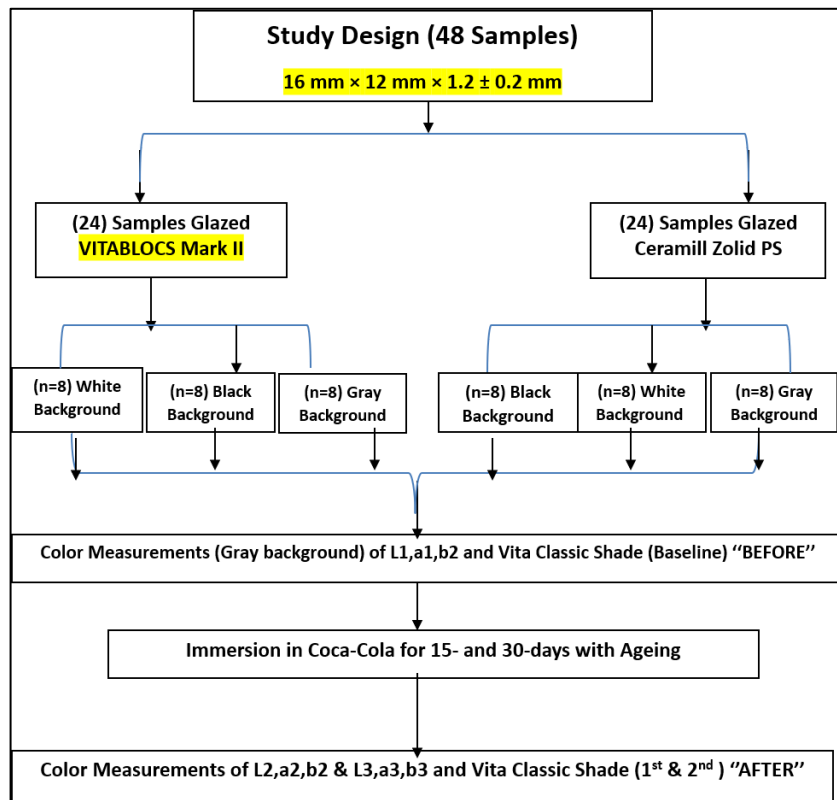 Study Design (48 Samples)
16 mm × 12 mm × 1.2 ± 0.2 mm
(24) Samples Glazed
VITABLOCS Mark II
(24) Samples Glazed
Ceramill Zolid PS
(n=8) White
Background
(n=8) Black
Background
(n=8) Gray
Background
(n=8) Black
Background
(n=8) White
Background
(n=8) Gray
Background
Color Measurements (Gray background) of L1,a1,b2 and Vita Classic Shade (Baseline) “BEFORE”
Immersion in Coca-Cola for 15- and 30-days with Ageing
Color Measurements of L2,a2,b2 & L3,a3,b3 and Vita Classic Shade (1st & 2nd ) “AFTER”